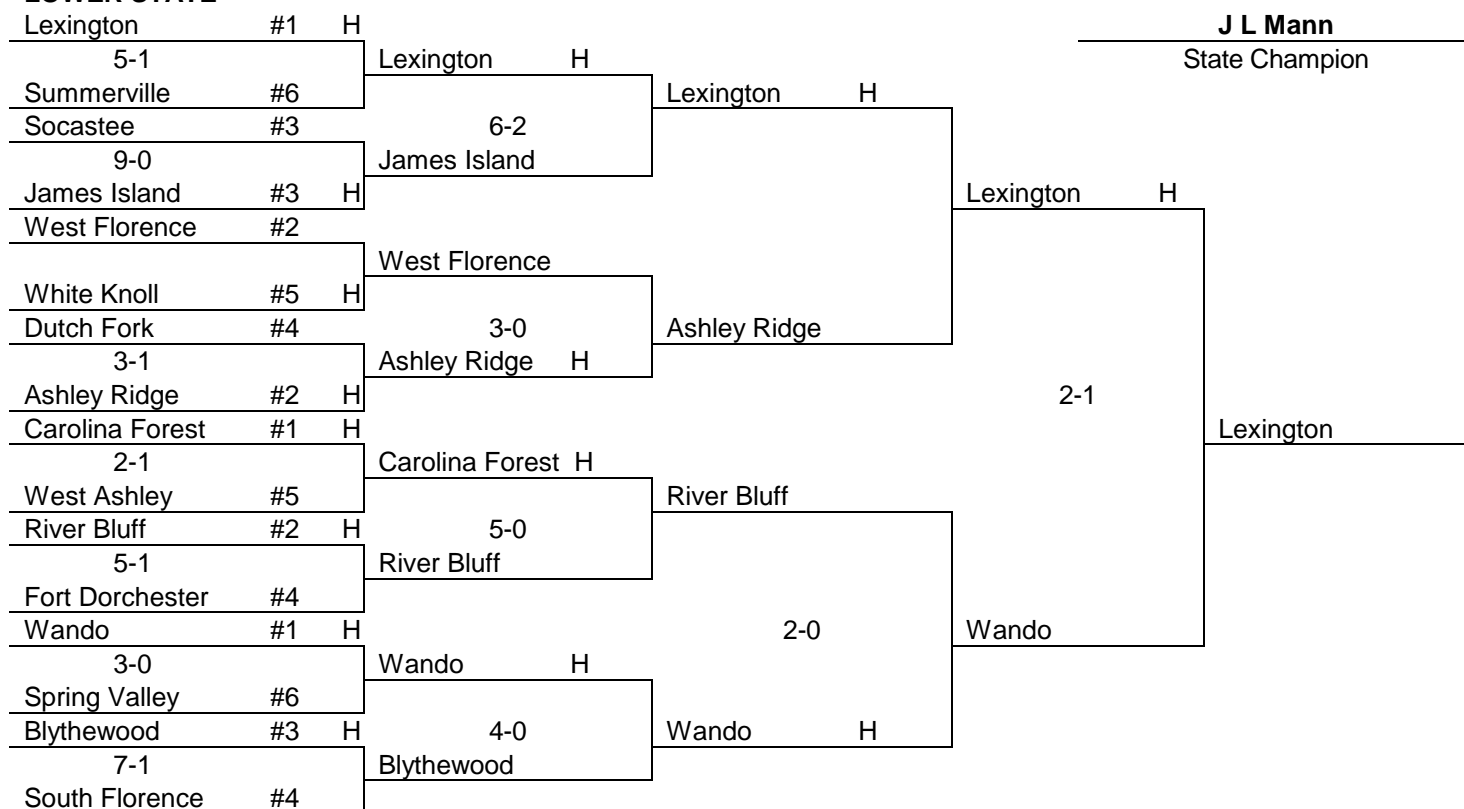 LOWER STATE
Lexington #1 H J L Mann
5-1 Lexington H State Champion
Summerville #6 Lexington H
Socastee #3 6-2
9-0 James Island
James Island #3 H Lexington H
West Florence #2
West Florence
White Knoll #5 H
Dutch Fork #4 3-0 Ashley Ridge
3-1 Ashley Ridge H
Ashley Ridge #2 H 2-1
Carolina Forest #1 H Lexington
2-1 Carolina Forest H
West Ashley #5 River Bluff
River Bluff #2 H 5-0
5-1 River Bluff
Fort Dorchester #4
Wando #1 H 2-0 Wando
3-0 Wando H
Spring Valley #6
Blythewood #3 H 4-0 Wando H
7-1 Blythewood
South Florence #4